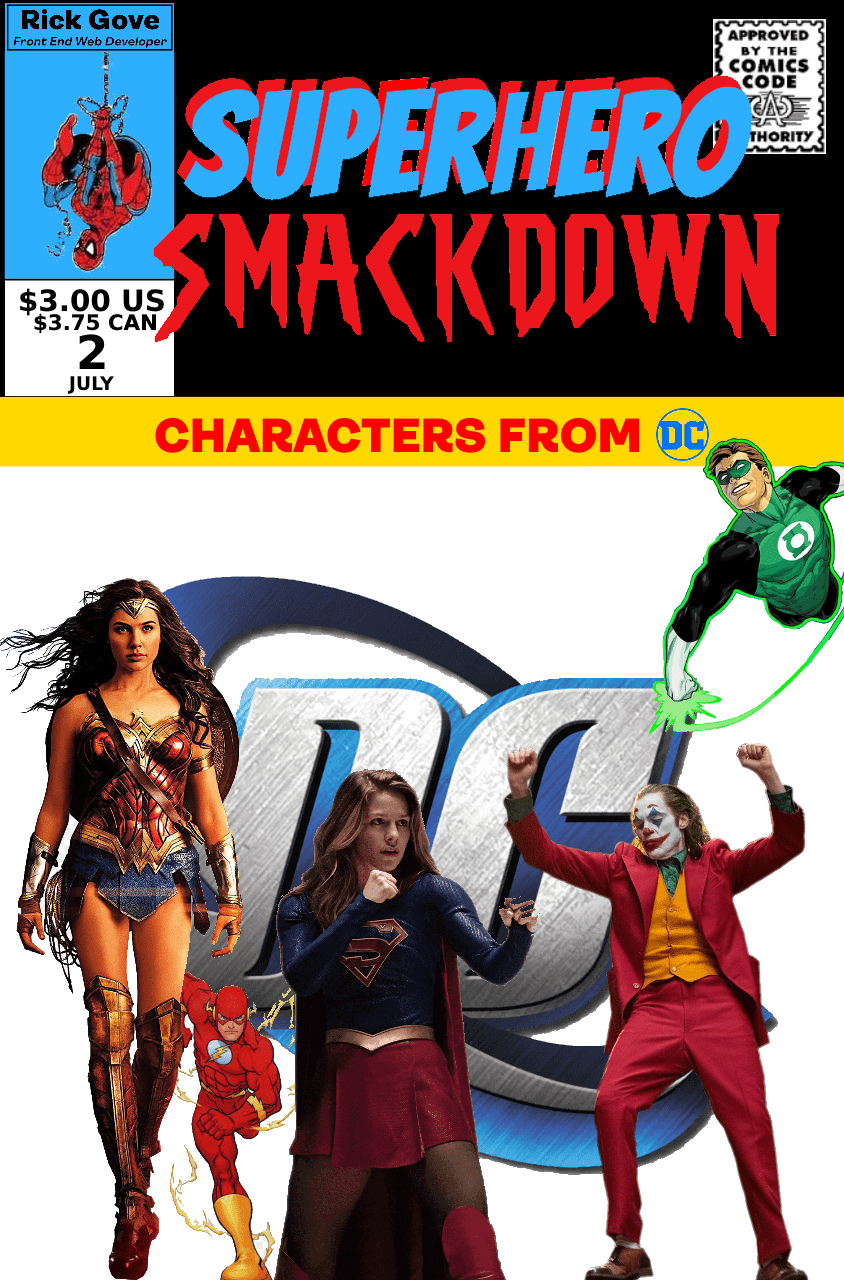 Rick Gove
Front End Web Developer
APPROVED
BY THE
COMICS
CODE
CA
THORITY
SUPERHERO
SMACKDOWN
$3.00 US
$3.75 CAN
2
JULY
CHARACTERS FROM DC
DC